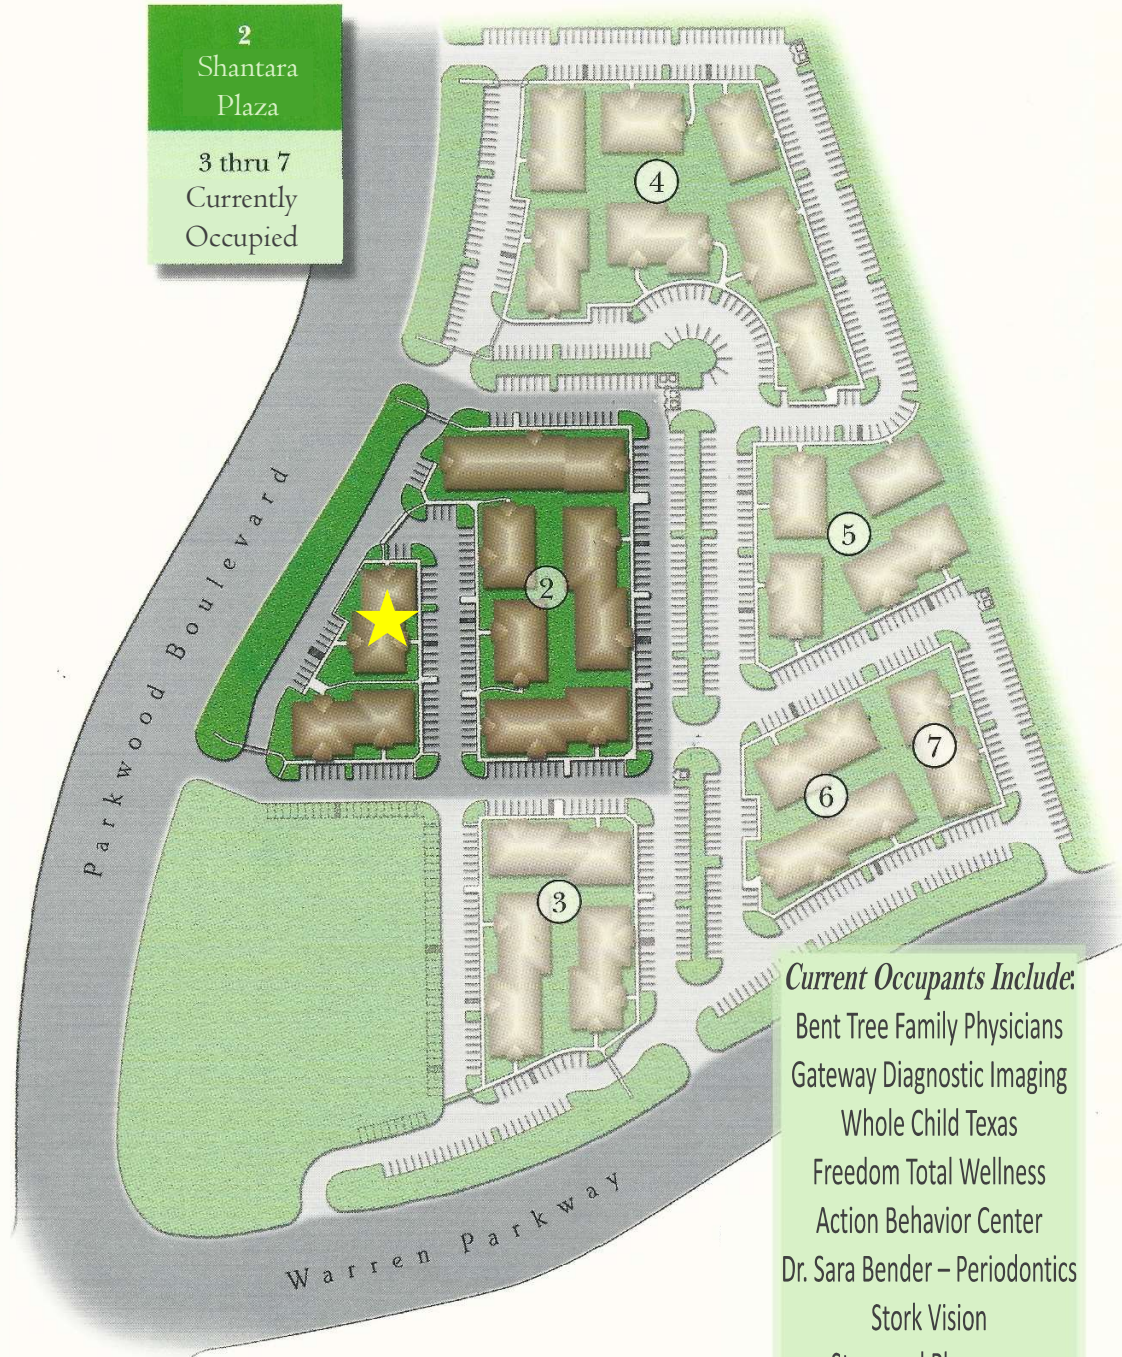 2
Shantara
Plaza
3 thru 7
Currently
Occupied
4
5
2
7
6
3
Parkwood Boulevard
Warren Parkway
Current Occupants Include:
Bent Tree Family Physicians
Gateway Diagnostic Imaging
Whole Child Texas
Freedom Total Wellness
Action Behavior Center
Dr. Sara Bender – Periodontics
Stork Vision